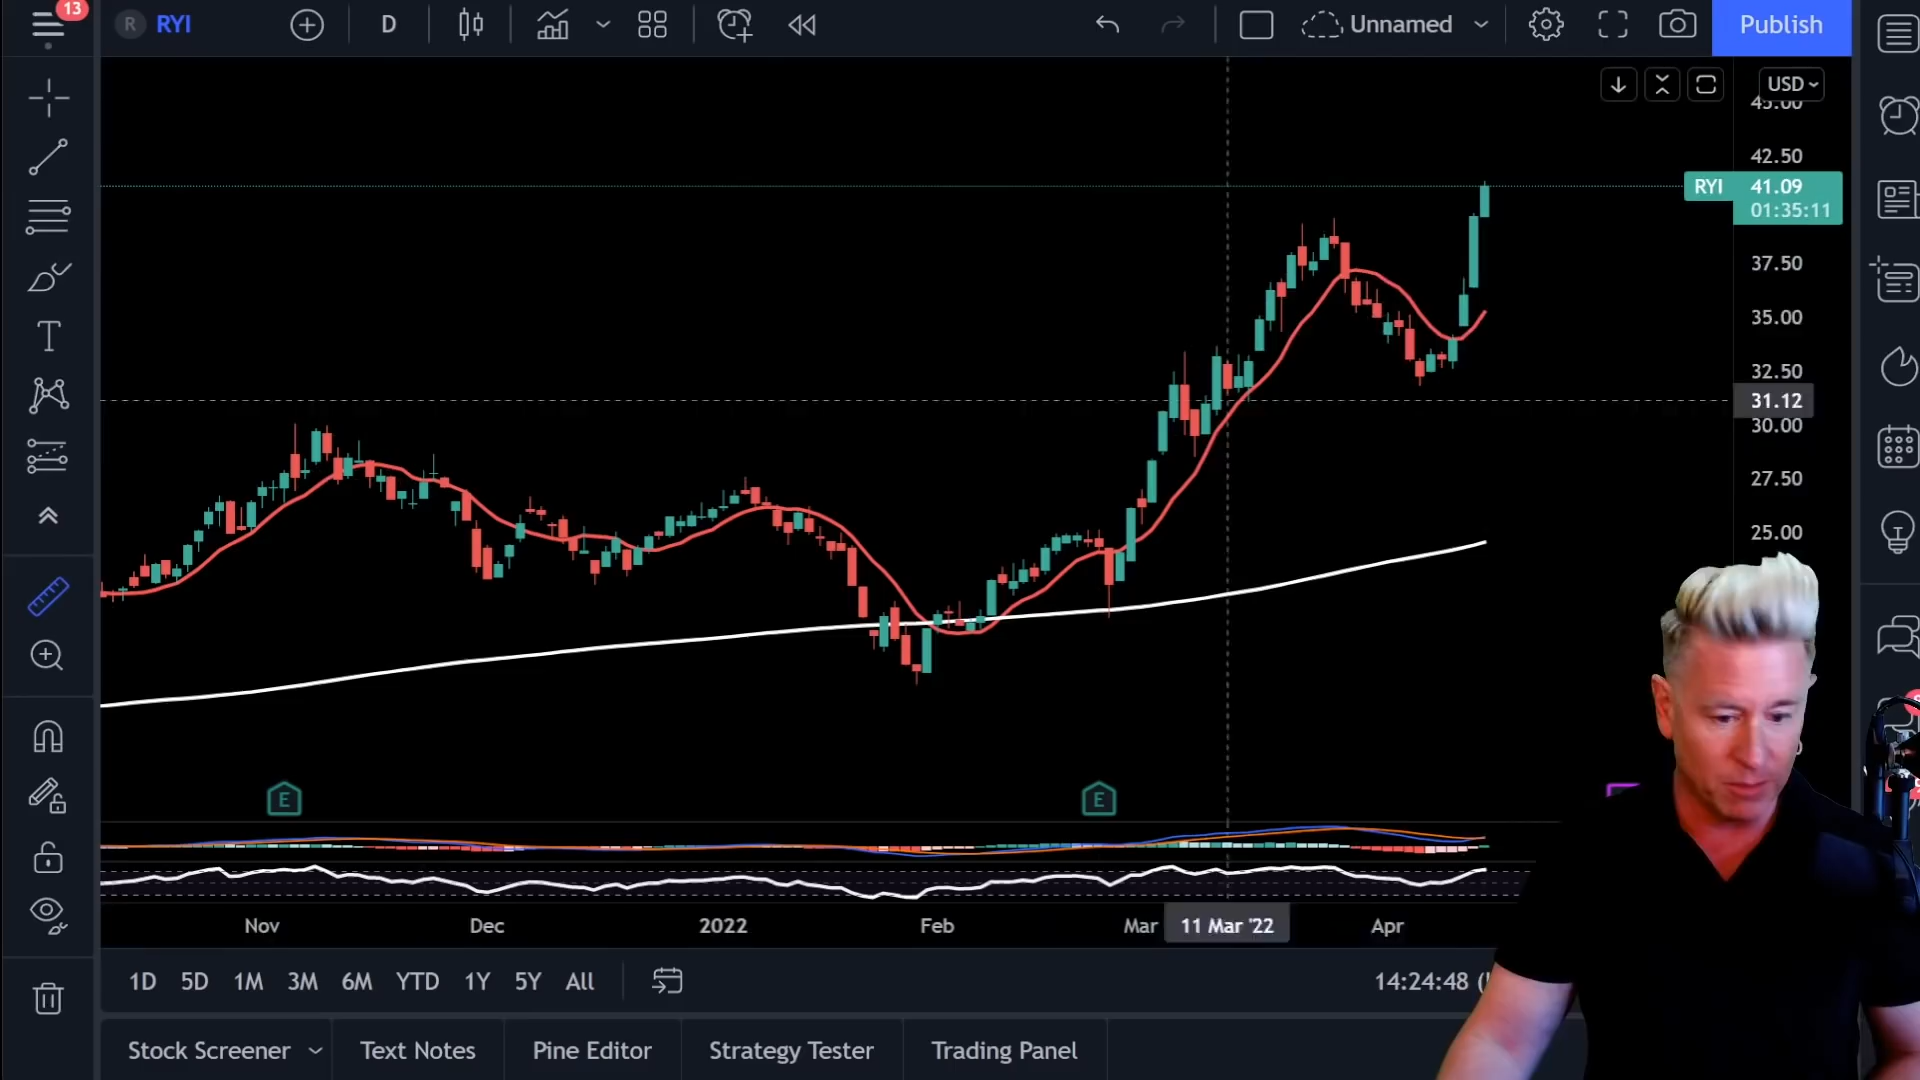 13
R RYI D Unnamed Publish
USD
45.00
42.50
RYI 41.09
01:35:11
37.50
35.00
32.50
31.12
30.00
27.50
25.00
E E
Nov Dec 2022 Feb Mar 11 Mar '22 Apr
1D 5D 1M 3M 6M YTD 1Y 5Y All 14:24:48 (
Stock Screener Text Notes Pine Editor Strategy Tester Trading Panel